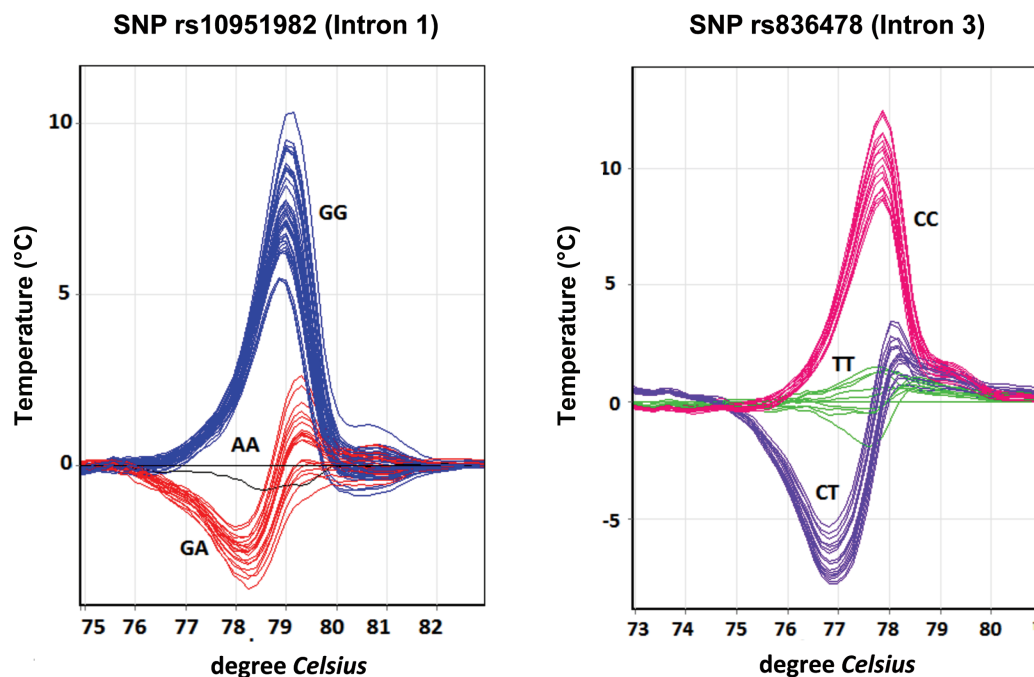 SNP rs10951982 (Intron 1)
Temperature (°C)
10
5
0
GG
AA
GA
75 76 77 78 79 80 81 82
degree Celsius
SNP rs836478 (Intron 3)
Temperature (°C)
10
5
0
-5
CC
TT
CT
73 74 75 76 77 78 79 80
degree Celsius